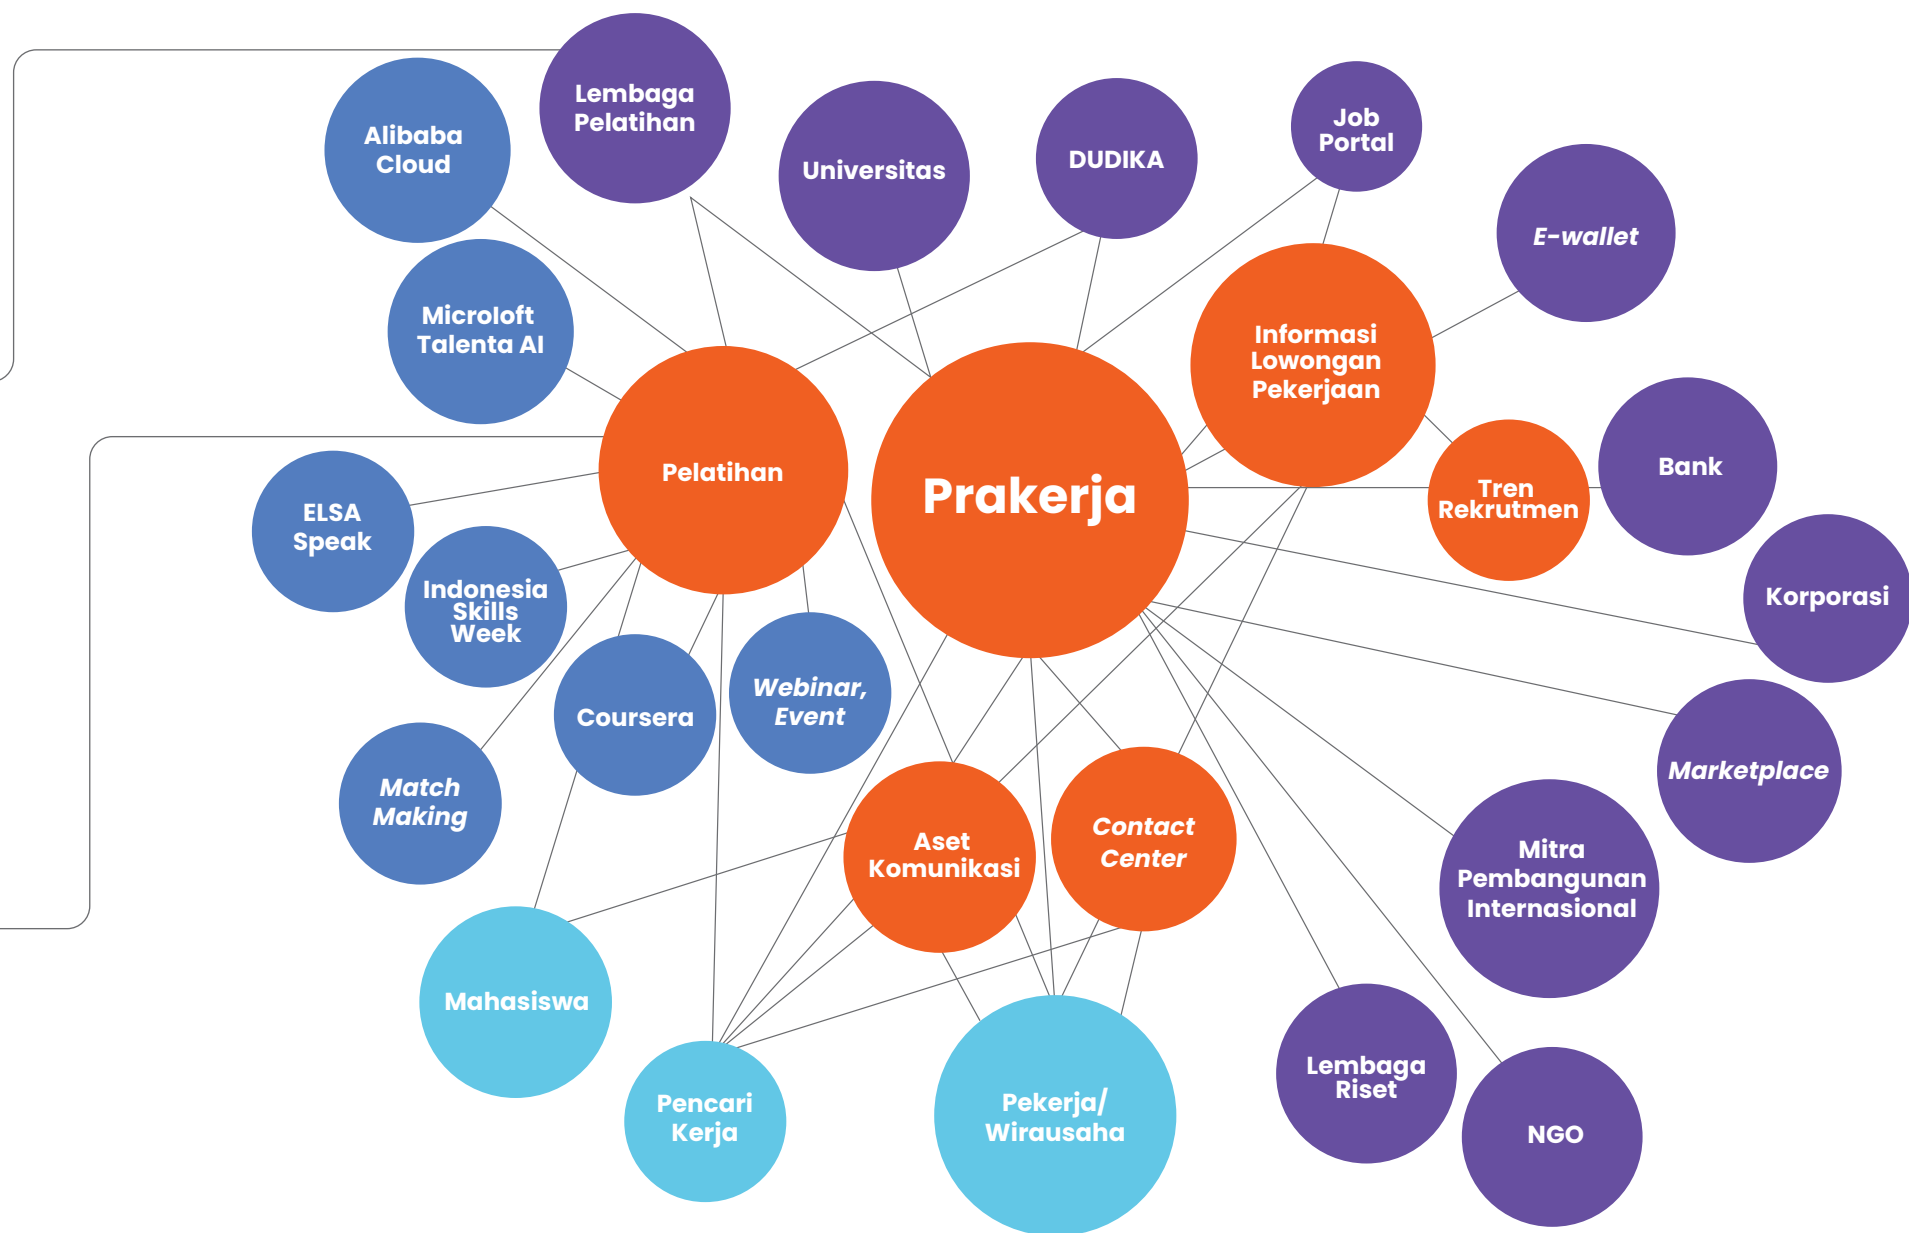 Lembaga
Pelatihan
Alibaba
Cloud
Universitas
DUDIKA
Job
Portal
E-wallet
Microloft
Talenta AI
Informasi
Lowongan
Pekerjaan
Pelatihan
Prakerja
Tren
Rekrutmen
Bank
ELSA
Speak
Indonesia
Skills
Week
Korporasi
Coursera
Webinar,
Event
Match
Making
Marketplace
Aset
Komunikasi
Contact
Center
Mitra
Pembangunan
Internasional
Mahasiswa
Pencari
Kerja
Pekerja/
Wirausaha
Lembaga
Riset
NGO